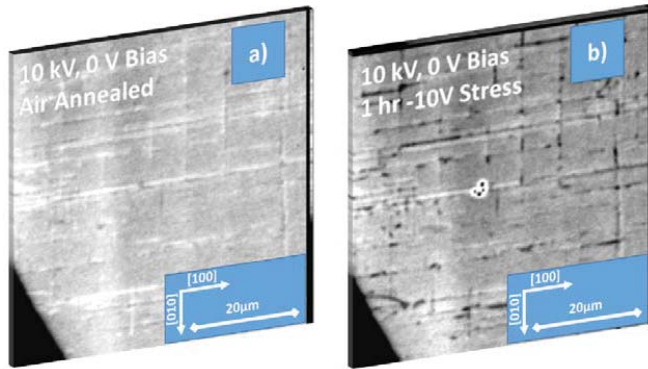 10 kV, 0 V Bias
Air Annealed
a)
[100]
[010]
20μm
10 kV, 0 V Bias
1 hr -10V Stress
b)
[100]
[010]
20μm